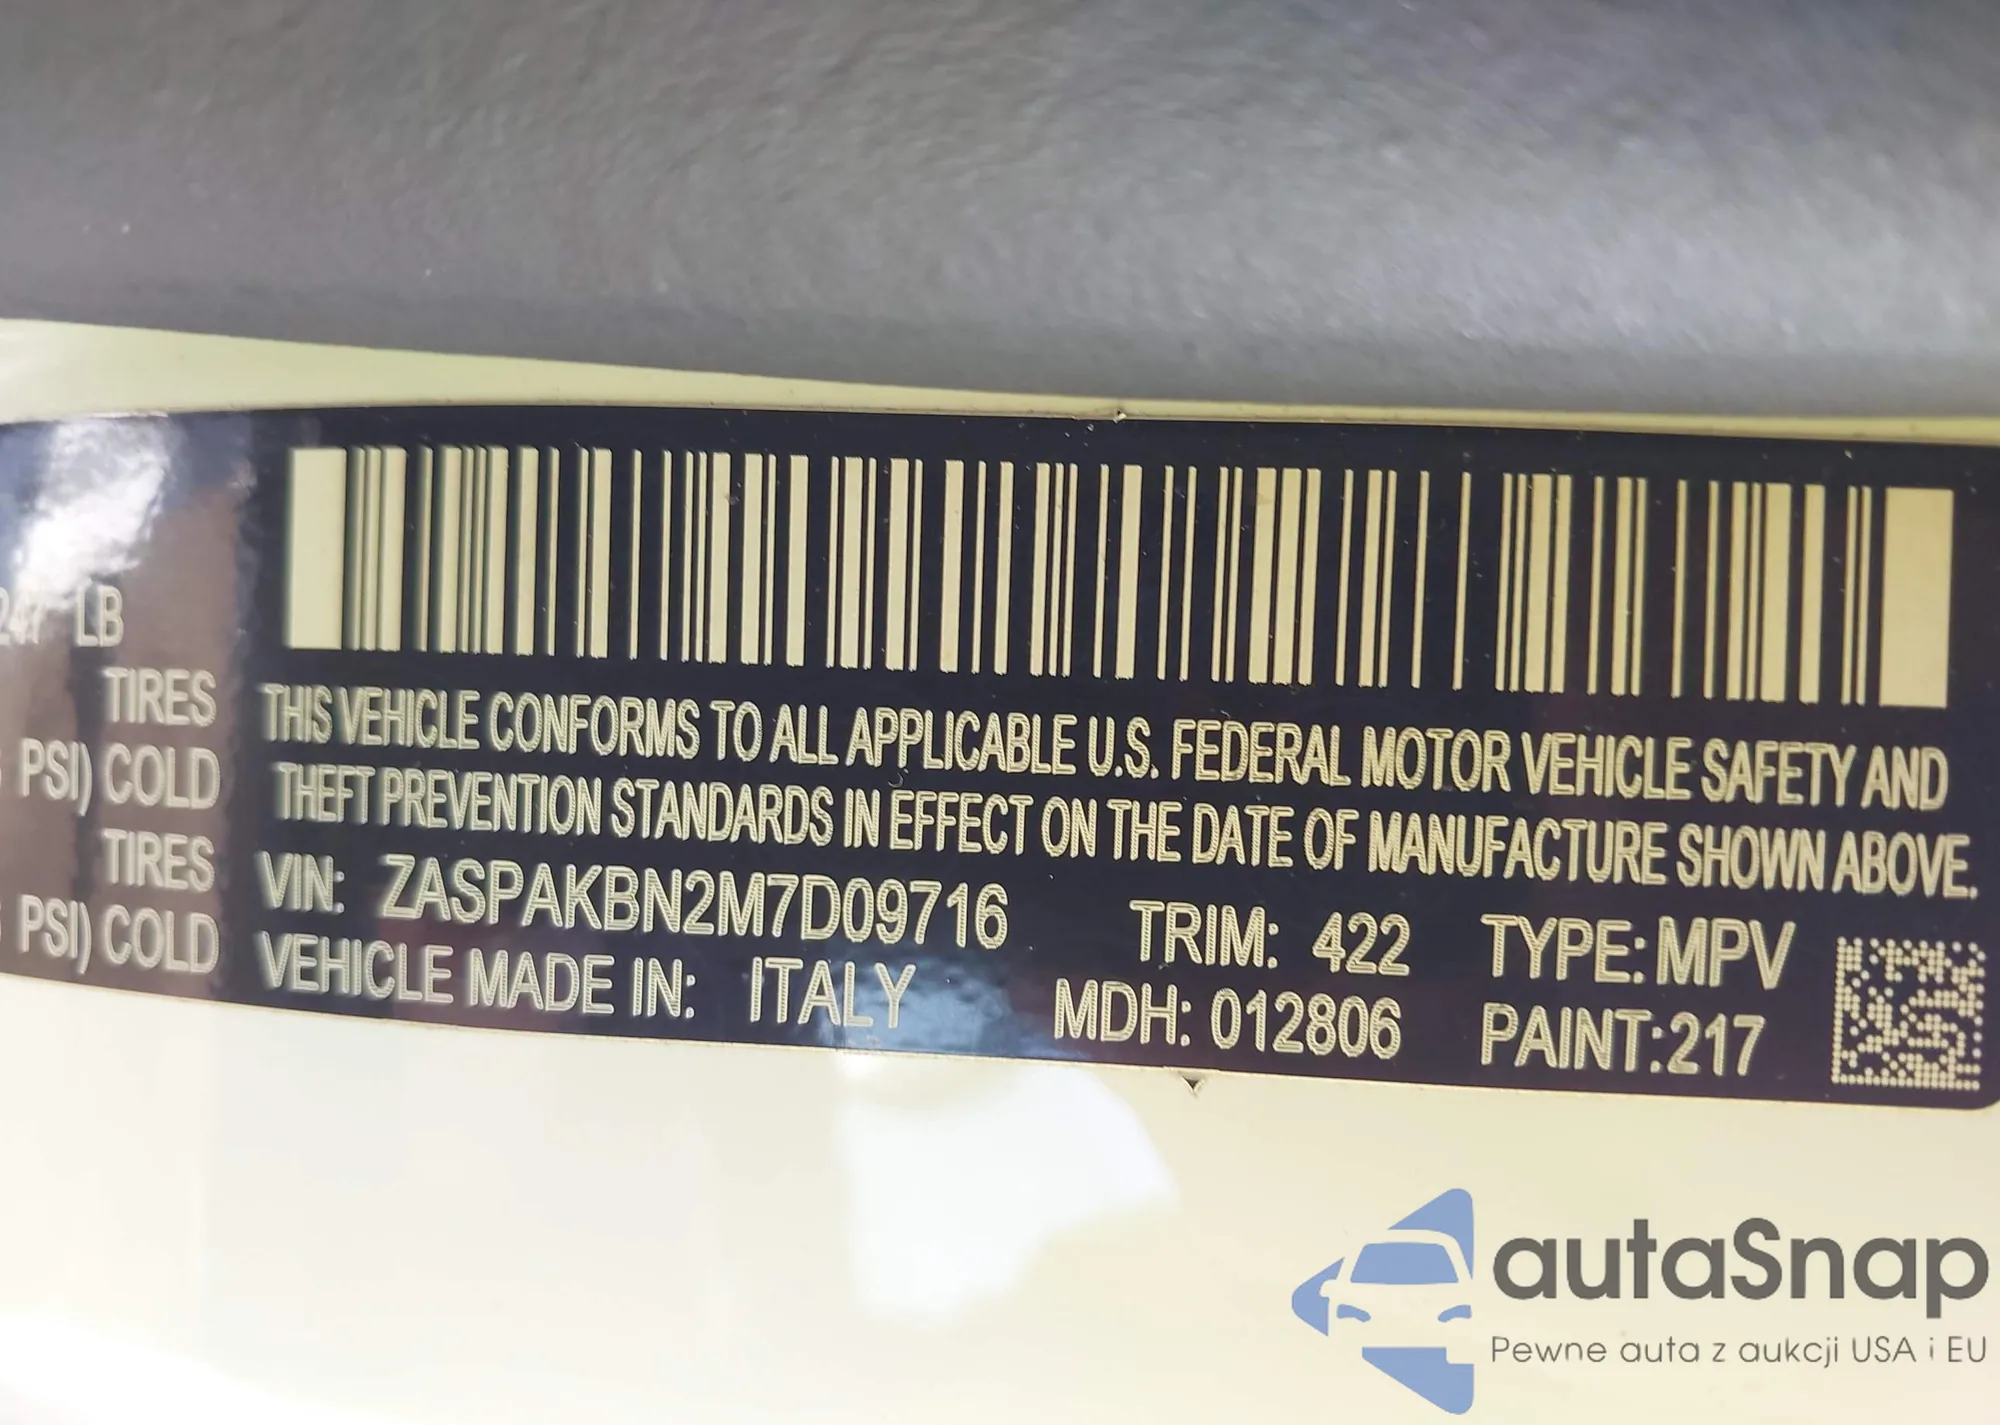 247 LB
TIRES
PSI) COLD
TIRES
PSI) COLD
THIS VEHICLE CONFORMS TO ALL APPLICABLE U.S. FEDERAL MOTOR VEHICLE SAFETY AND
THEFT PREVENTION STANDARDS IN EFFECT ON THE DATE OF MANUFACTURE SHOWN ABOVE.
VIN: ZASPAKBN2M7D09716 TRIM: 422 TYPE: MPV
VEHICLE MADE IN: ITALY MDH: 012806 PAINT:217
autaSnap
Pewne auta z aukcji USA i EU